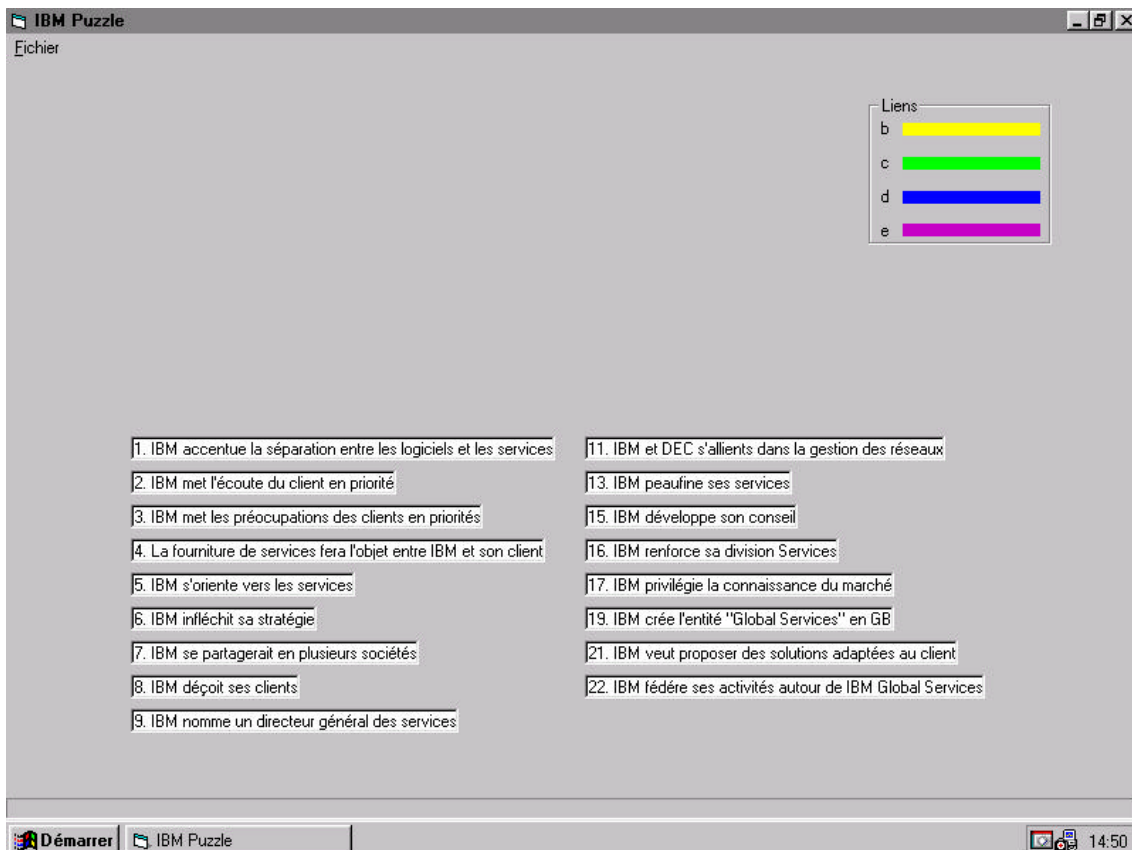 IBM Puzzle
Fichier
Liens
b
c
d
e
1. IBM accentue la séparation entre les logiciels et les services
2. IBM met l'écoute du client en priorité
3. IBM met les préocupations des clients en priorités
4. La fourniture de services fera l'objet entre IBM et son client
5. IBM s'oriente vers les services
6. IBM infléchit sa stratégie
7. IBM se partagerait en plusieurs sociétés
8. IBM déçoit ses clients
9. IBM nomme un directeur général des services
11. IBM et DEC s'allients dans la gestion des réseaux
13. IBM peaufine ses services
15. IBM développe son conseil
16. IBM renforce sa division Services
17. IBM privilégie la connaissance du marché
19. IBM crée l'entité "Global Services" en GB
21. IBM veut proposer des solutions adaptées au client
22. IBM fédére ses activités autour de IBM Global Services
Démarrer
IBM Puzzle
14:50